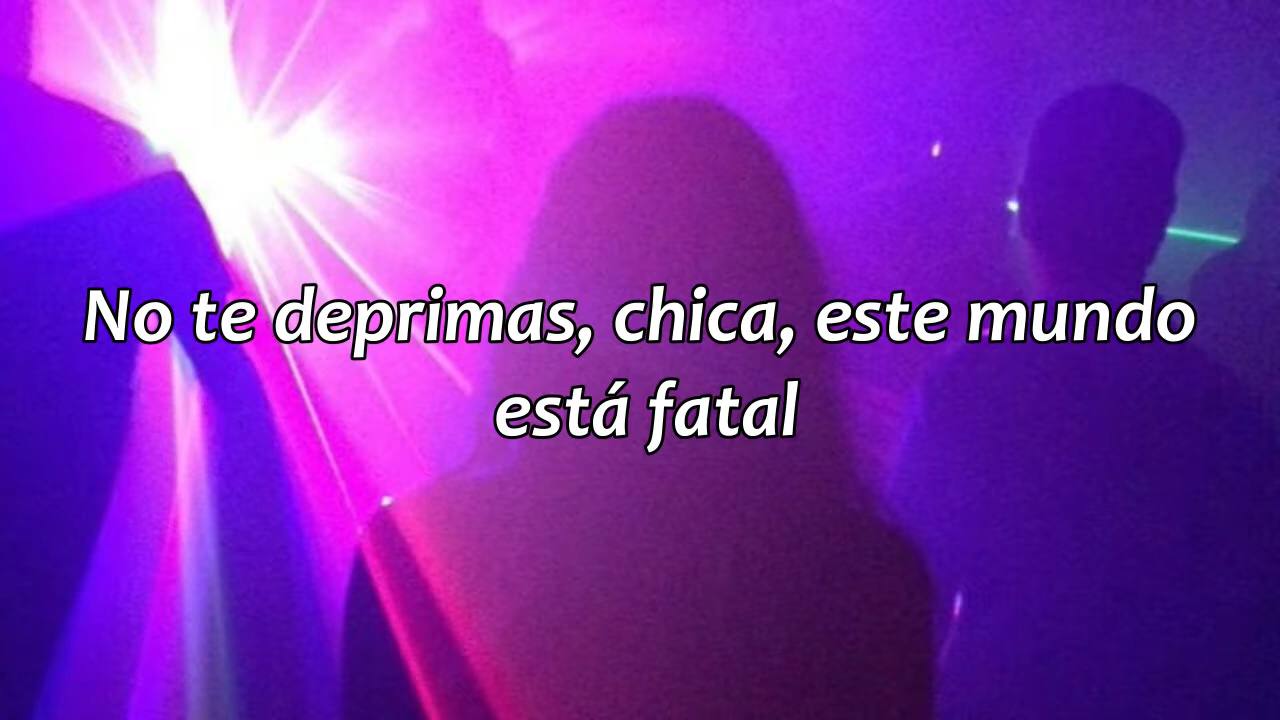 No te deprimas, chica, este mundo
está fatal